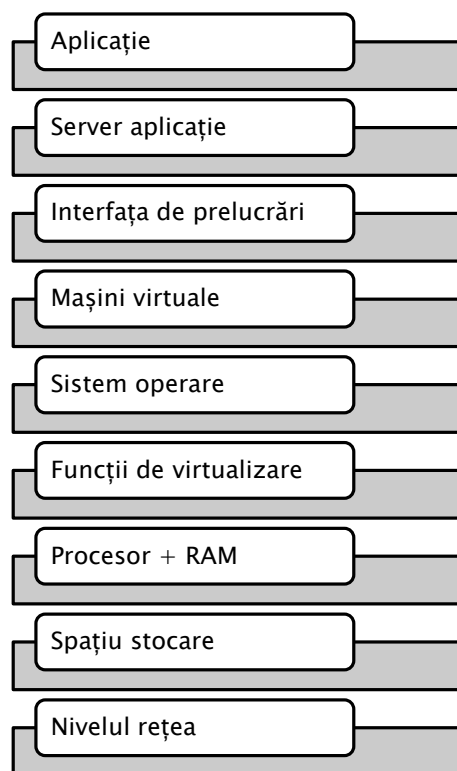 Aplicație
Server aplicație
Interfața de prelucrări
Mașini virtuale
Sistem operare
Funcții de virtualizare
Procesor + RAM
Spațiu stocare
Nivelul rețea